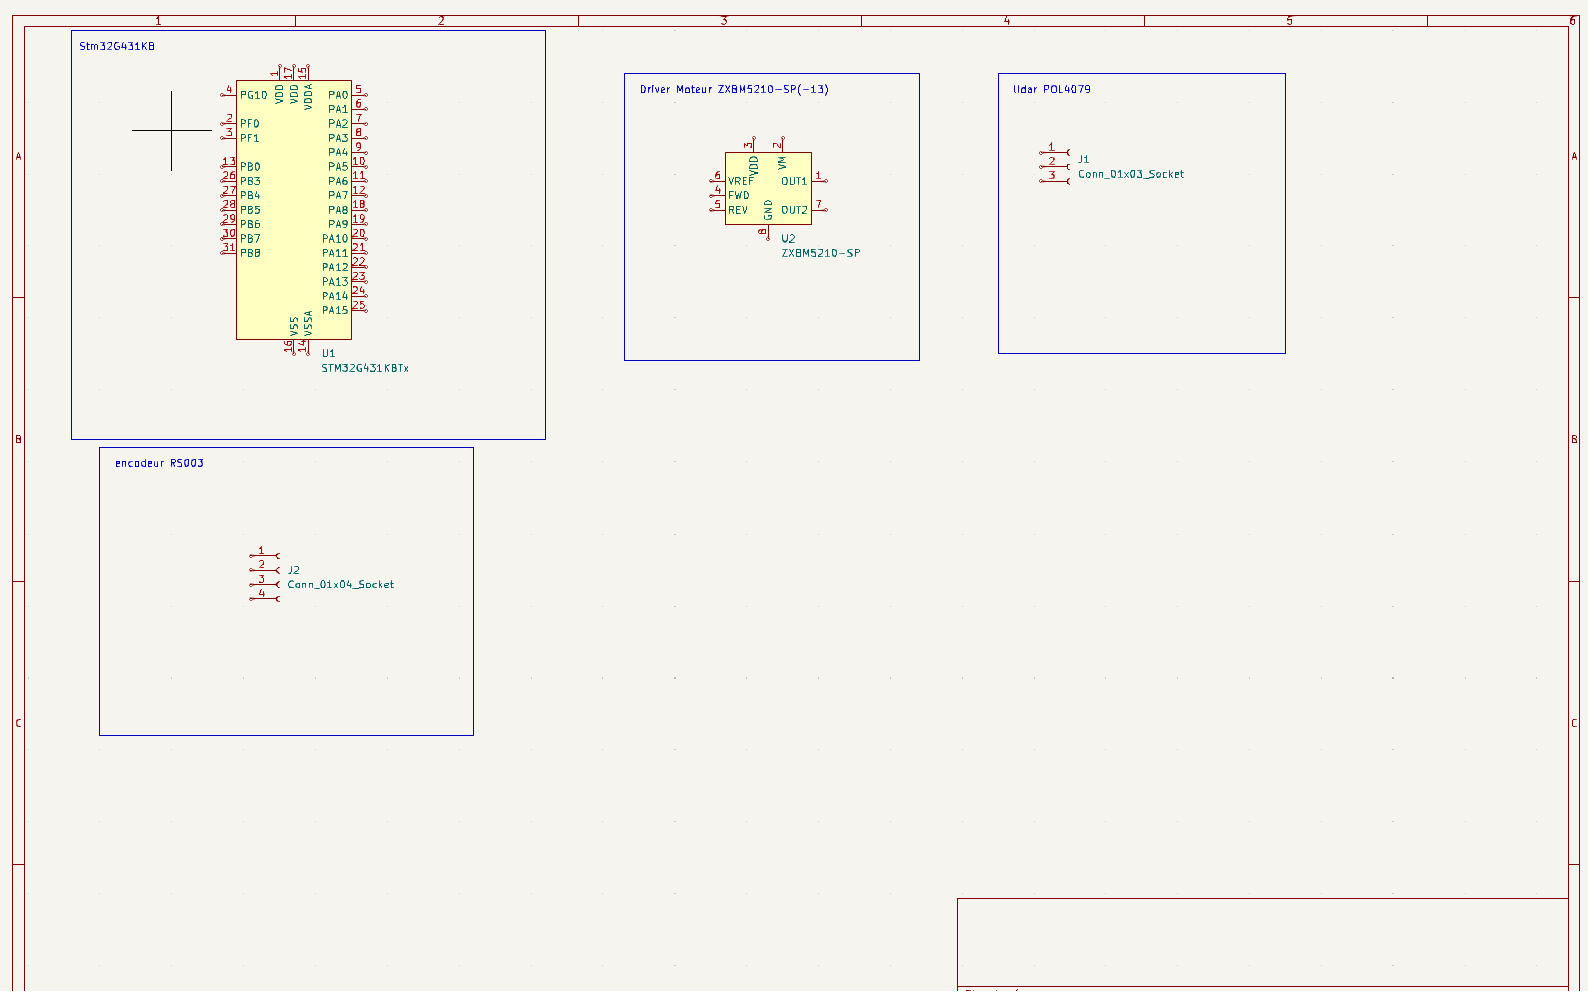 1 2 3 4 5 6
Stm32G431KB
1 17 15
VDD VDD VDDA
4 PG10 PA0 5
PA1 6
2 PF0 PA2 7
3 PF1 PA3 8
PA4 9
13 PB0 PA5 10
26 PB3 PA6 11
27 PB4 PA7 12
28 PB5 PA8 18
29 PB6 PA9 19
30 PB7 PA10 20
31 PB8 PA11 21
PA12 22
PA13 23
PA14 24
PA15 25
VSS VSSA
16 14
U1
STM32G431KBTx
Driver Moteur ZXBM5210-SP(-13)
3 2
VDD VM
6 VREF OUT1 1
4 FWD
5 REV OUT2 7
GND
8
U2
ZXBM5210-SP
lidar POL4079
1
2
3
J1
Conn_01x03_Socket
A A
B B
encodeur RS003
1
2
3
4
J2
Conn_01x04_Socket
C C